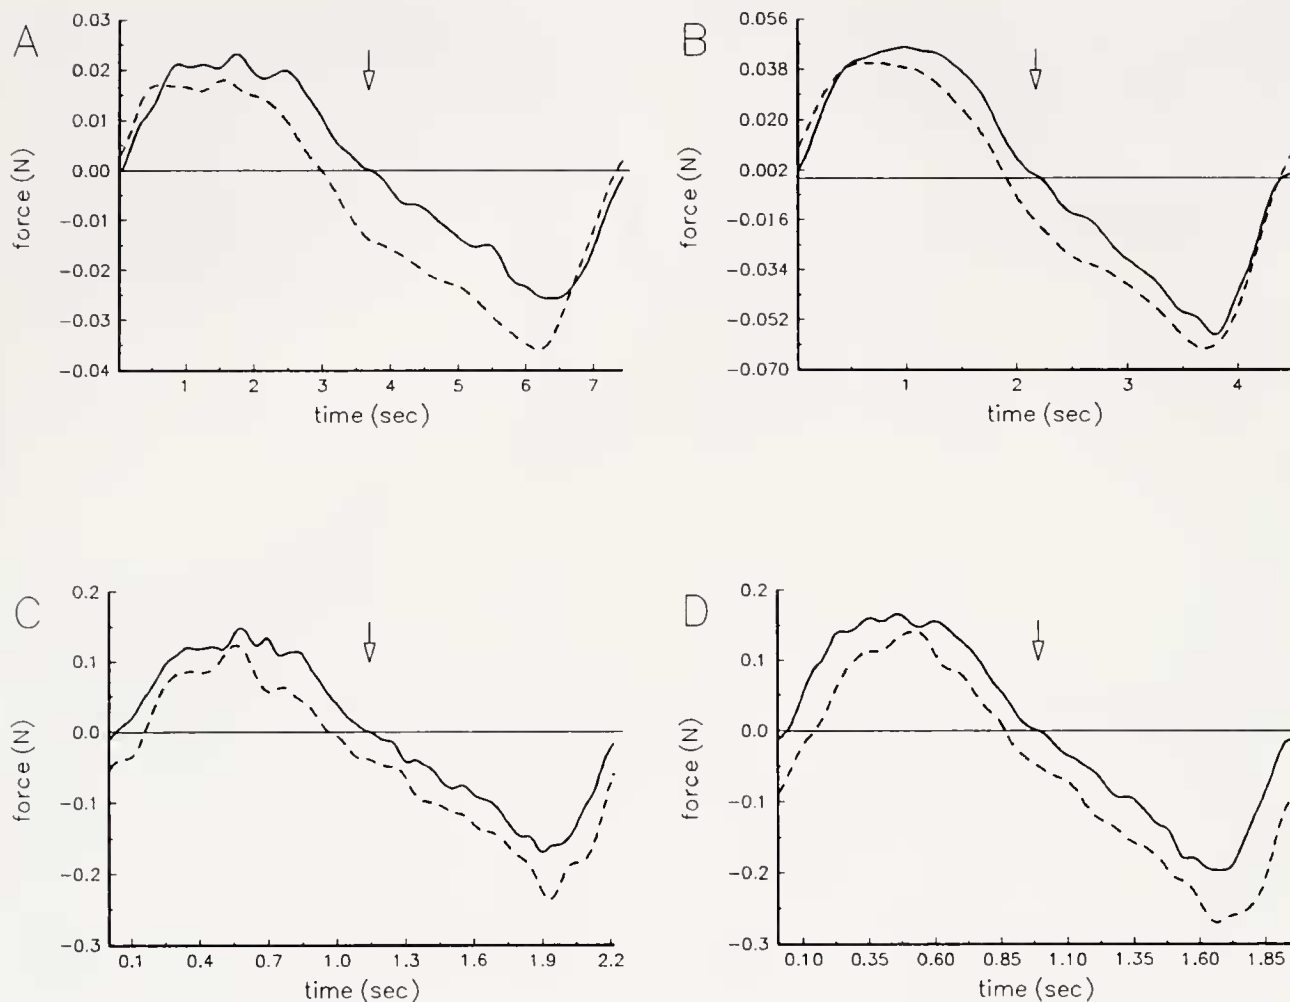 A
0.03
0.02
0.01
0.00
−0.01
−0.02
−0.03
−0.04
force (N)
1 2 3 4 5 6 7
time (sec)
B
0.056
0.038
0.020
0.002
−0.016
−0.034
−0.052
−0.070
force (N)
1 2 3 4
time (sec)
C
0.2
0.1
0.0
−0.1
−0.2
−0.3
force (N)
0.1 0.4 0.7 1.0 1.3 1.6 1.9 2.2
time (sec)
D
0.2
0.1
0.0
−0.1
−0.2
−0.3
force (N)
0.10 0.35 0.60 0.85 1.10 1.35 1.60 1.85
time (sec)